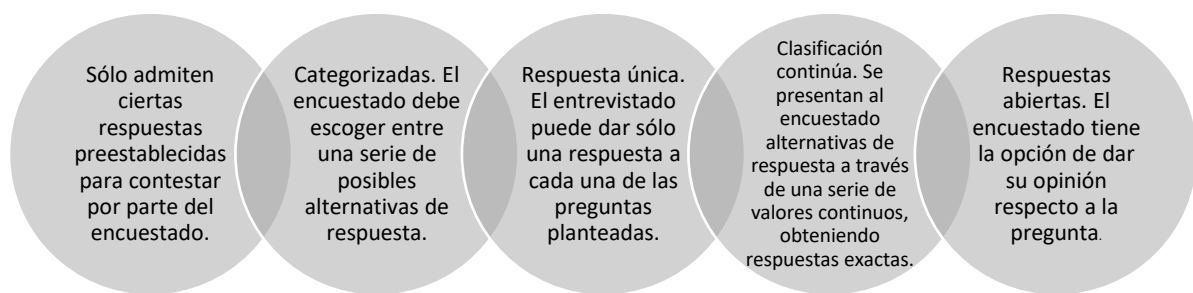 Sólo admiten
ciertas
respuestas
preestablecidas
para contestar
por parte del
encuestado.
Categorizadas. El
encuestado debe
escoger entre
una serie de
posibles
alternativas de
respuesta.
Respuesta única.
El entrevistado
puede dar sólo
una respuesta a
cada una de las
preguntas
planteadas.
Clasificación
continúa. Se
presentan al
encuestado
alternativas de
respuesta a través
de una serie de
valores continuos,
obteniendo
respuestas exactas.
Respuestas
abiertas. El
encuestado tiene
la opción de dar
su opinión
respecto a la
pregunta.